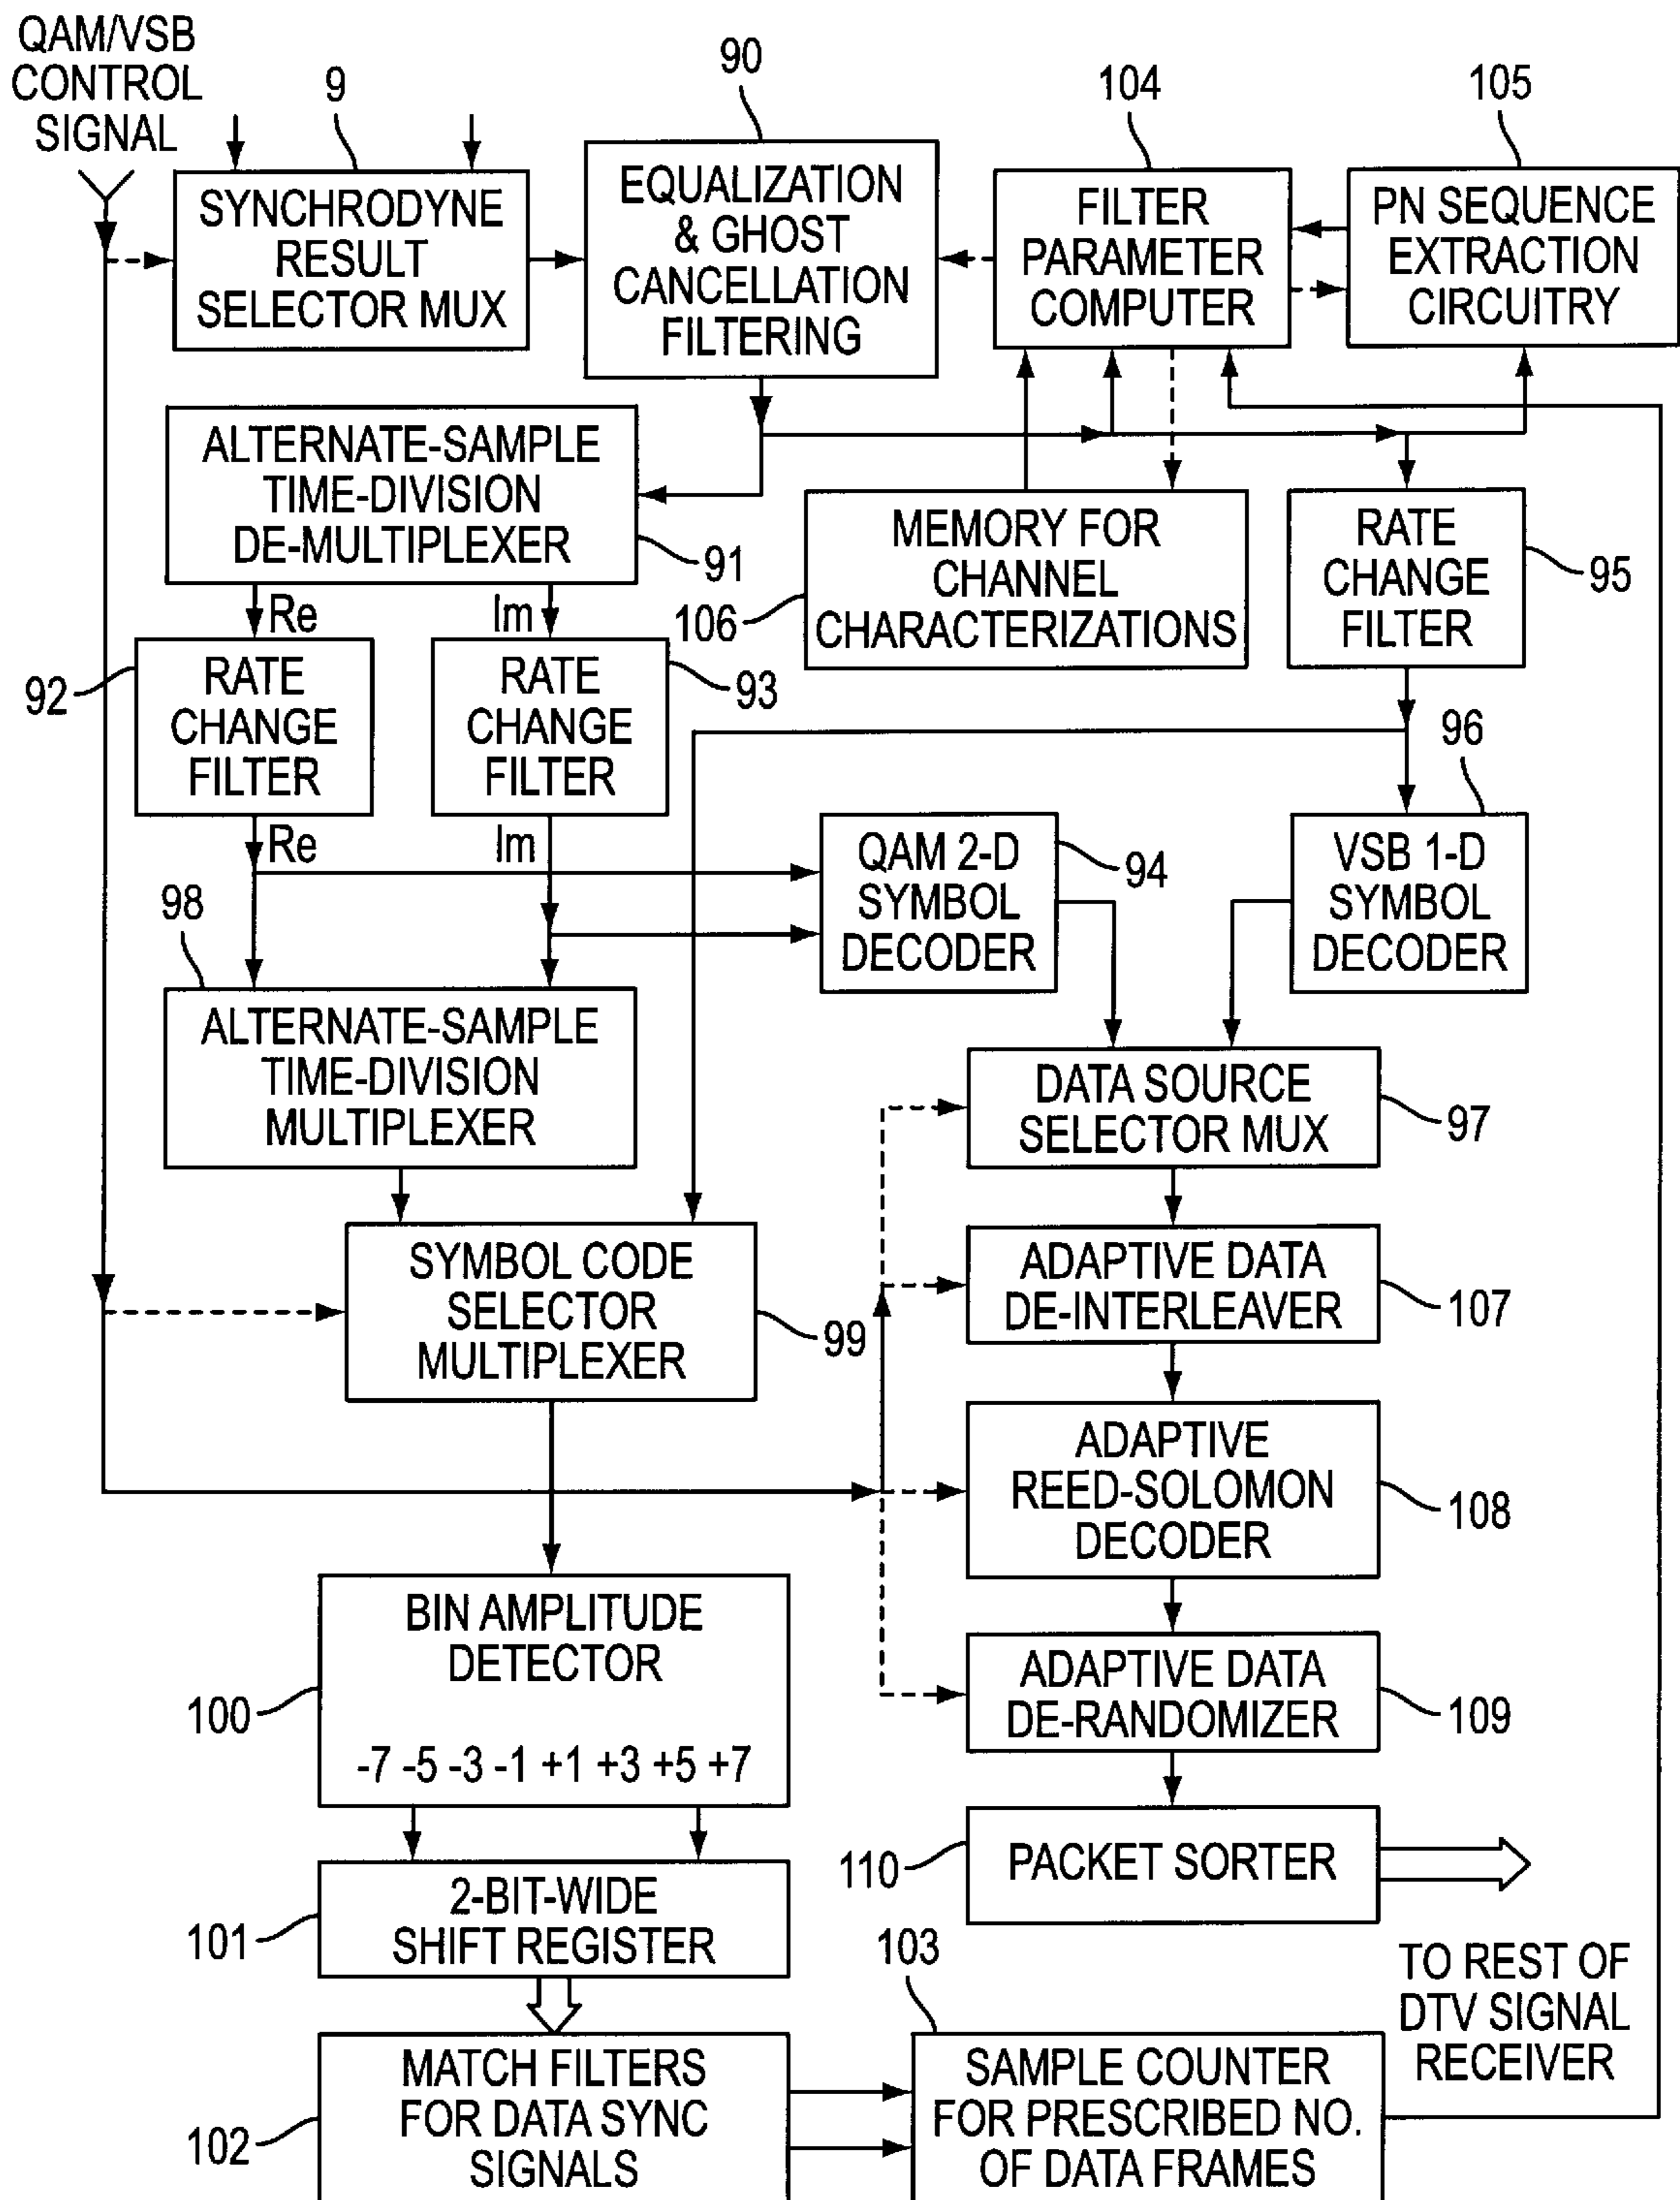 QAM/VSB
CONTROL
SIGNAL
9
90
104
105
SYNCHRODYNE
RESULT
SELECTOR MUX
EQUALIZATION
& GHOST
CANCELLATION
FILTERING
FILTER
PARAMETER
COMPUTER
PN SEQUENCE
EXTRACTION
CIRCUITRY
ALTERNATE-SAMPLE
TIME-DIVISION
DE-MULTIPLEXER
91
MEMORY FOR
CHANNEL
CHARACTERIZATIONS
106
RATE
CHANGE
FILTER
95
Re
Im
92
RATE
CHANGE
FILTER
RATE
CHANGE
FILTER
93
96
Re
Im
QAM 2-D
SYMBOL
DECODER
94
VSB 1-D
SYMBOL
DECODER
98
ALTERNATE-SAMPLE
TIME-DIVISION
MULTIPLEXER
DATA SOURCE
SELECTOR MUX
97
SYMBOL CODE
SELECTOR
MULTIPLEXER
99
ADAPTIVE DATA
DE-INTERLEAVER
107
ADAPTIVE
REED-SOLOMON
DECODER
108
BIN AMPLITUDE
DETECTOR
100
-7 -5 -3 -1 +1 +3 +5 +7
ADAPTIVE DATA
DE-RANDOMIZER
109
110
PACKET SORTER
2-BIT-WIDE
SHIFT REGISTER
101
103
TO REST OF
DTV SIGNAL
RECEIVER
MATCH FILTERS
FOR DATA SYNC
SIGNALS
102
SAMPLE COUNTER
FOR PRESCRIBED NO.
OF DATA FRAMES